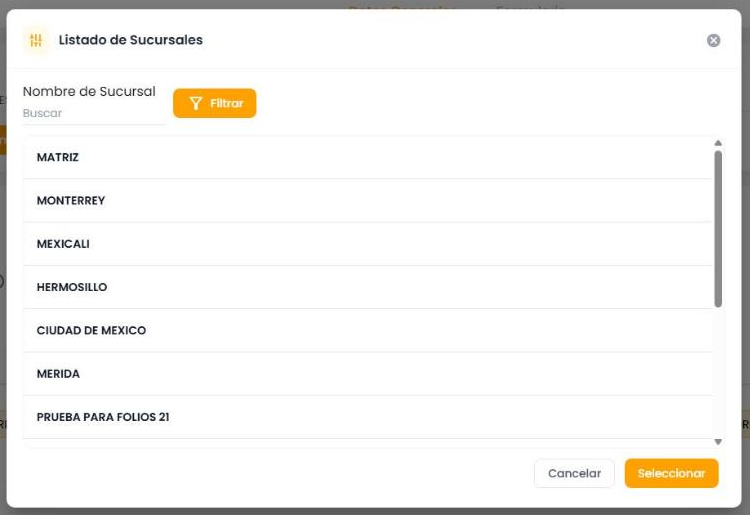 Listado de Sucursales
Nombre de Sucursal
Buscar
Filtrar
MATRIZ
MONTERREY
MEXICALI
HERMOSILLO
CIUDAD DE MEXICO
MERIDA
PRUEBA PARA FOLIOS 21
Cancelar
Seleccionar